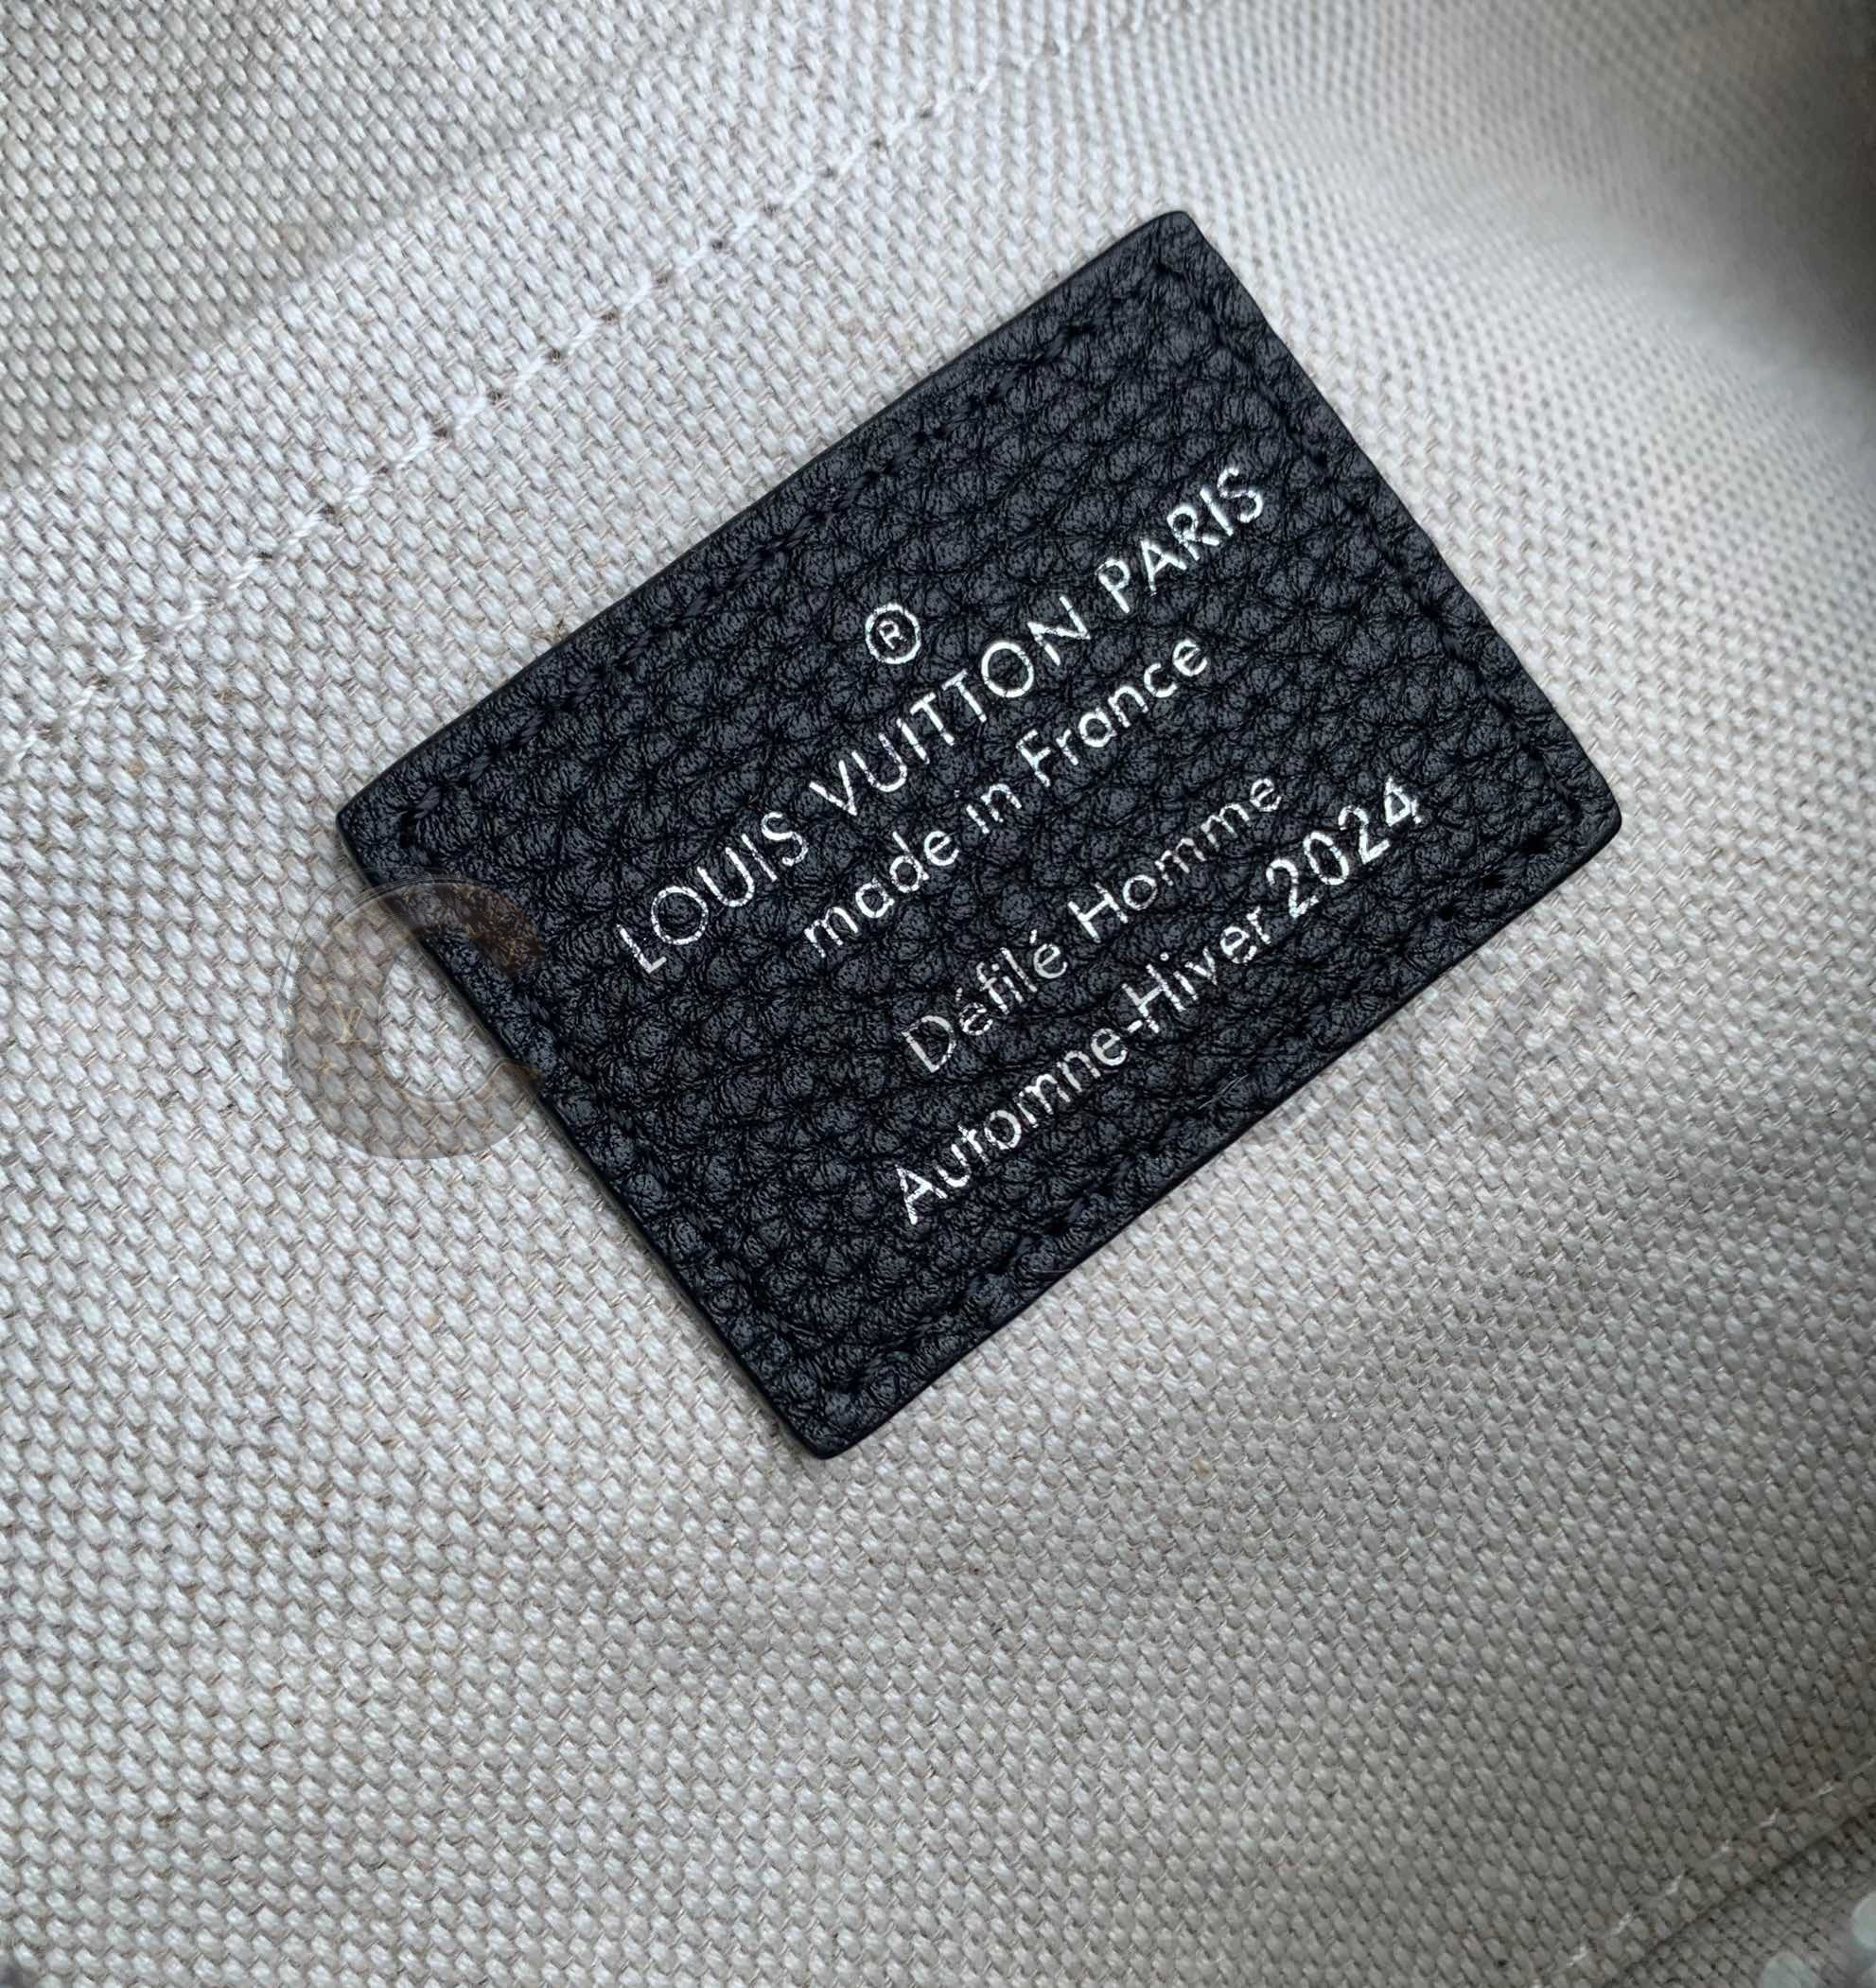 ®
LOUIS VUITTON PARIS
made in France
Défilé Homme
Automne-Hiver 2024